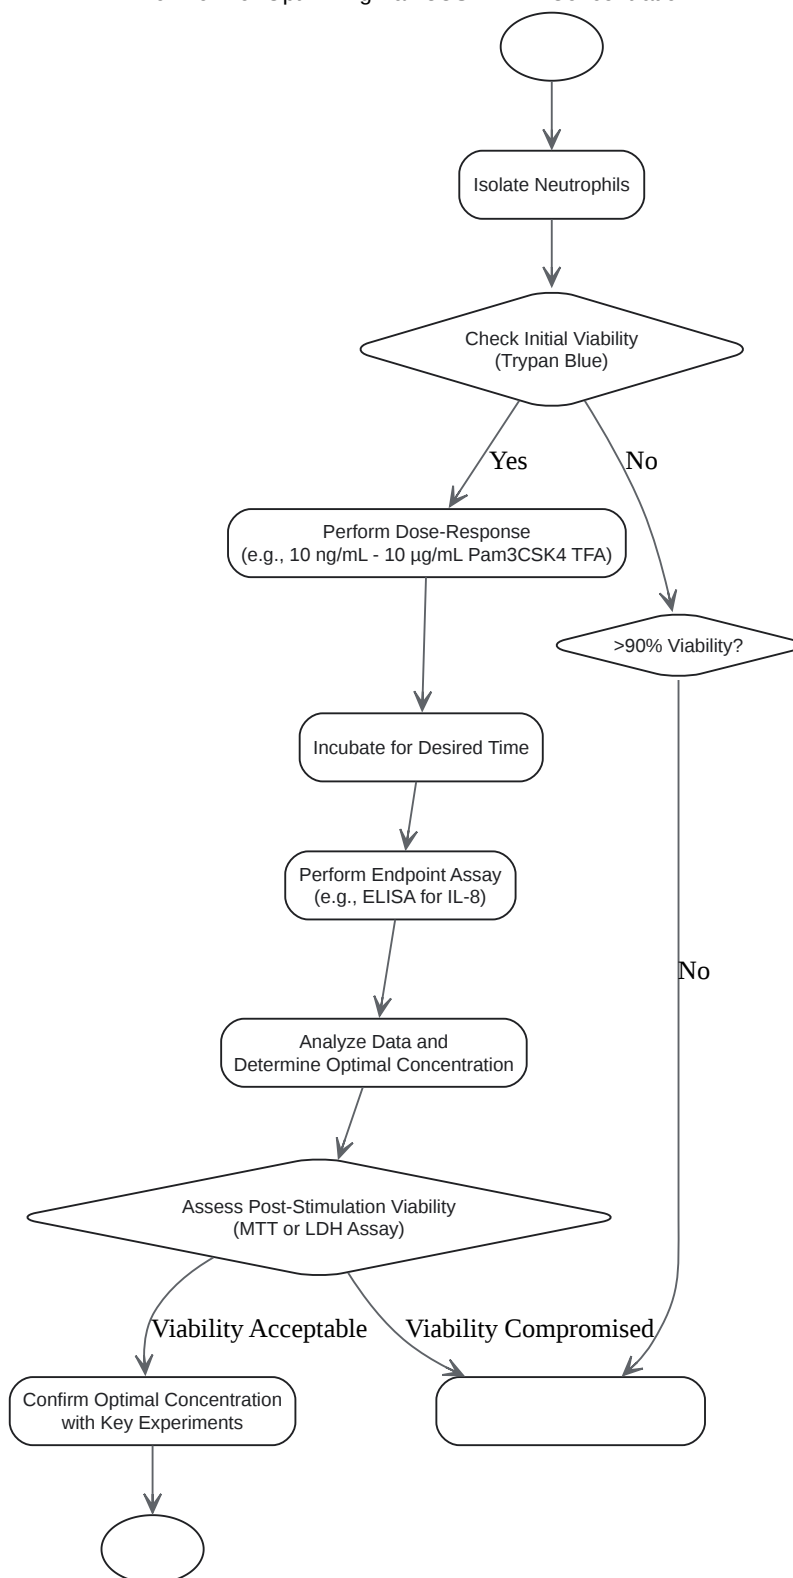 Isolate Neutrophils
Check Initial Viability
(Trypan Blue)
Yes
No
Perform Dose-Response
(e.g., 10 ng/mL - 10 µg/mL Pam3CSK4 TFA)
>90% Viability?
Incubate for Desired Time
Perform Endpoint Assay
(e.g., ELISA for IL-8)
No
Analyze Data and
Determine Optimal Concentration
Assess Post-Stimulation Viability
(MTT or LDH Assay)
Viability Acceptable
Viability Compromised
Confirm Optimal Concentration
with Key Experiments